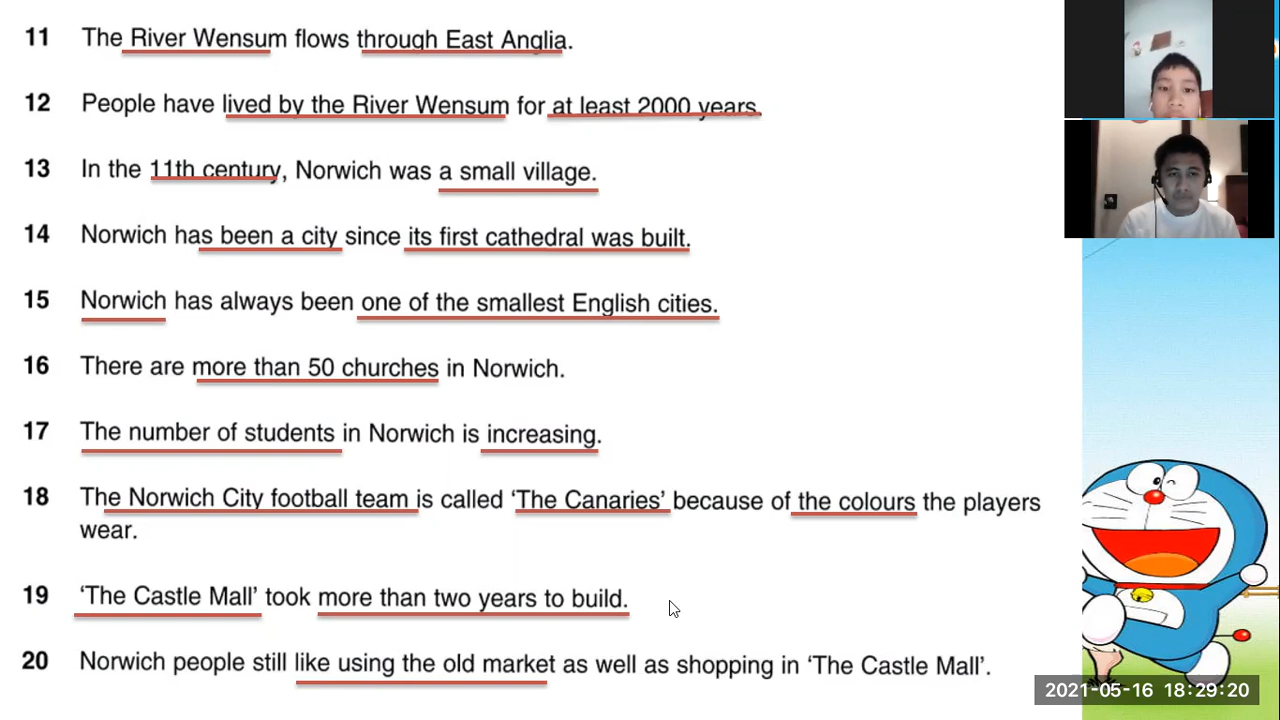 11 The River Wensum flows through East Anglia.
12 People have lived by the River Wensum for at least 2000 years.
13 In the 11th century, Norwich was a small village.
14 Norwich has been a city since its first cathedral was built.
15 Norwich has always been one of the smallest English cities.
16 There are more than 50 churches in Norwich.
17 The number of students in Norwich is increasing.
18 The Norwich City football team is called ‘The Canaries’ because of the colours the players
wear.
19 ‘The Castle Mall’ took more than two years to build.
20 Norwich people still like using the old market as well as shopping in ‘The Castle Mall’.
2021-05-16 18:29:20